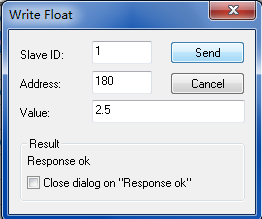 Write Float
Slave ID: 1 Send
Address: 180 Cancel
Value: 2.5
Result
Response ok
Close dialog on "Response ok"